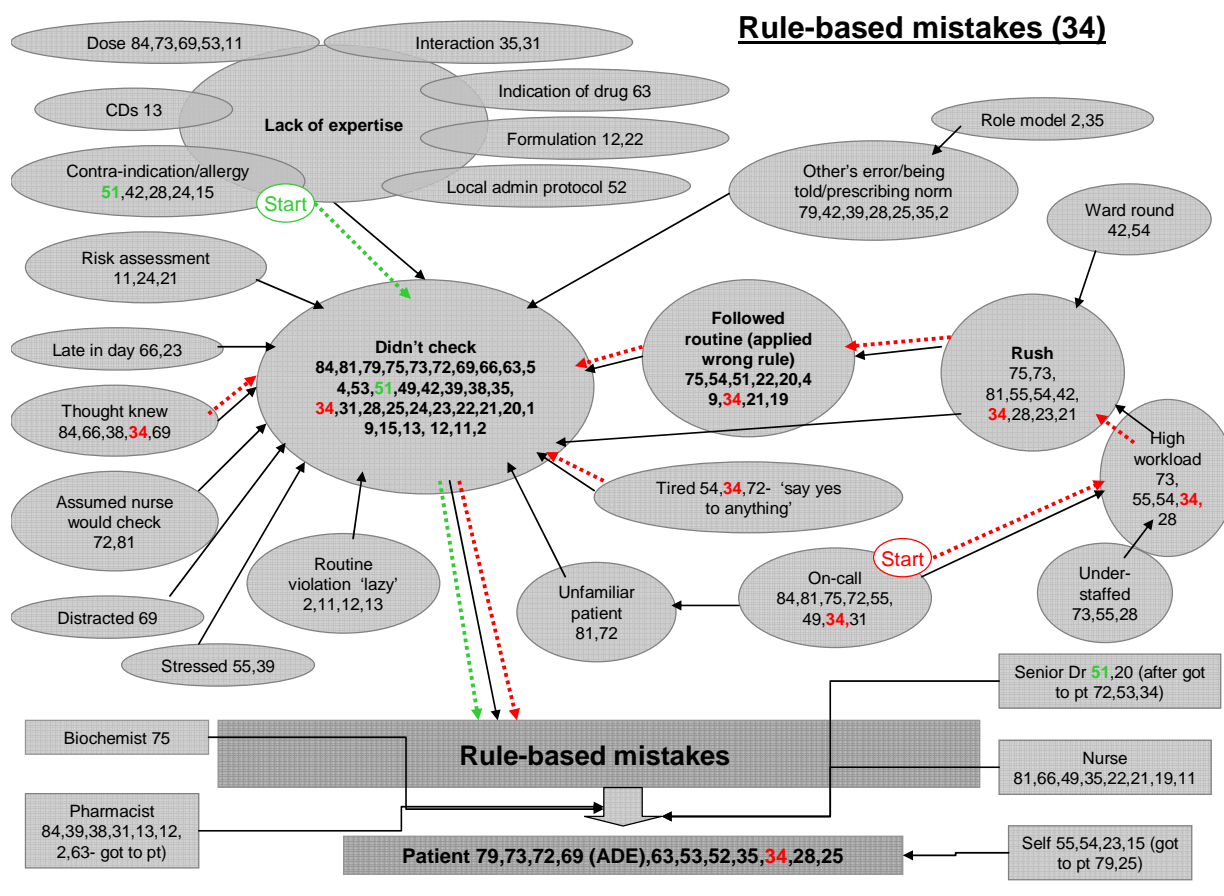 Rule-based mistakes (34)
Dose 84,73,69,53,11
Interaction 35,31
CDs 13
Lack of expertise
Indication of drug 63
Formulation 12,22
Local admin protocol 52
Contra-indication/allergy
51,42,28,24,15
Start
Role model 2,35
Other's error/being
told/prescribing norm
79,42,39,28,25,35,2
Ward round
42,54
Risk assessment
11,24,21
Late in day 66,23
Thought knew
84,66,38,34,69
Assumed nurse
would check
72,81
Distracted 69
Stressed 55,39
Didn't check
84,81,79,75,73,72,69,66,63,5
4,53,51,49,42,39,38,35,
34,31,28,25,24,23,22,21,20,1
9,15,13, 12,11,2
Followed
routine (applied
wrong rule)
75,54,51,22,20,4
9,34,21,19
Rush
75,73,
81,55,54,42,
34,28,23,21
High
workload
73,
55,54,34,
28
Tired 54,34,72- ‘say yes
to anything’
Routine
violation ‘lazy’
2,11,12,13
Unfamiliar
patient
81,72
Start
On-call
84,81,75,72,55,
49,34,31
Under-
staffed
73,55,28
Senior Dr 51,20 (after got
to pt 72,53,34)
Biochemist 75
Rule-based mistakes
Nurse
81,66,49,35,22,21,19,11
Pharmacist
84,39,38,31,13,12,
2,63- got to pt)
Patient 79,73,72,69 (ADE),63,53,52,35,34,28,25
Self 55,54,23,15 (got
to pt 79,25)